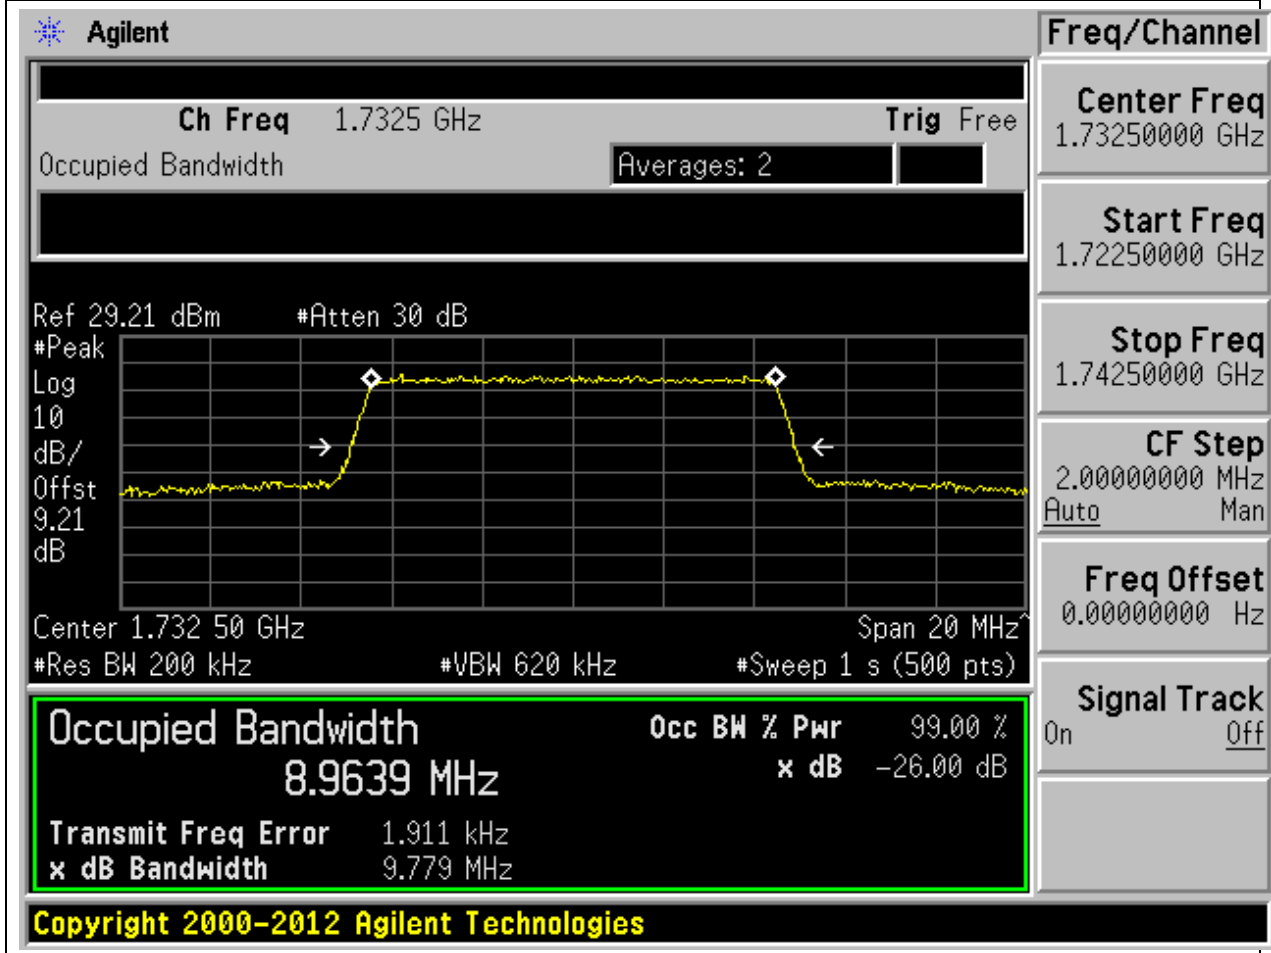 Agilent
Freq/Channel
Ch Freq 1.7325 GHz Trig Free
Occupied Bandwidth Averages: 2
Center Freq
1.73250000 GHz
Start Freq
1.72250000 GHz
Stop Freq
1.74250000 GHz
CF Step
2.00000000 MHz
Auto Man
Freq Offset
0.00000000 Hz
Signal Track
On Off
Ref 29.21 dBm #Atten 30 dB
#Peak
Log
10
dB/
Offst
9.21
dB
Center 1.732 50 GHz Span 20 MHz^
#Res BW 200 kHz #VBW 620 kHz #Sweep 1 s (500 pts)
Occupied Bandwidth Occ BW % Pwr 99.00 %
8.9639 MHz x dB -26.00 dB
Transmit Freq Error 1.911 kHz
x dB Bandwidth 9.779 MHz
Copyright 2000-2012 Agilent Technologies